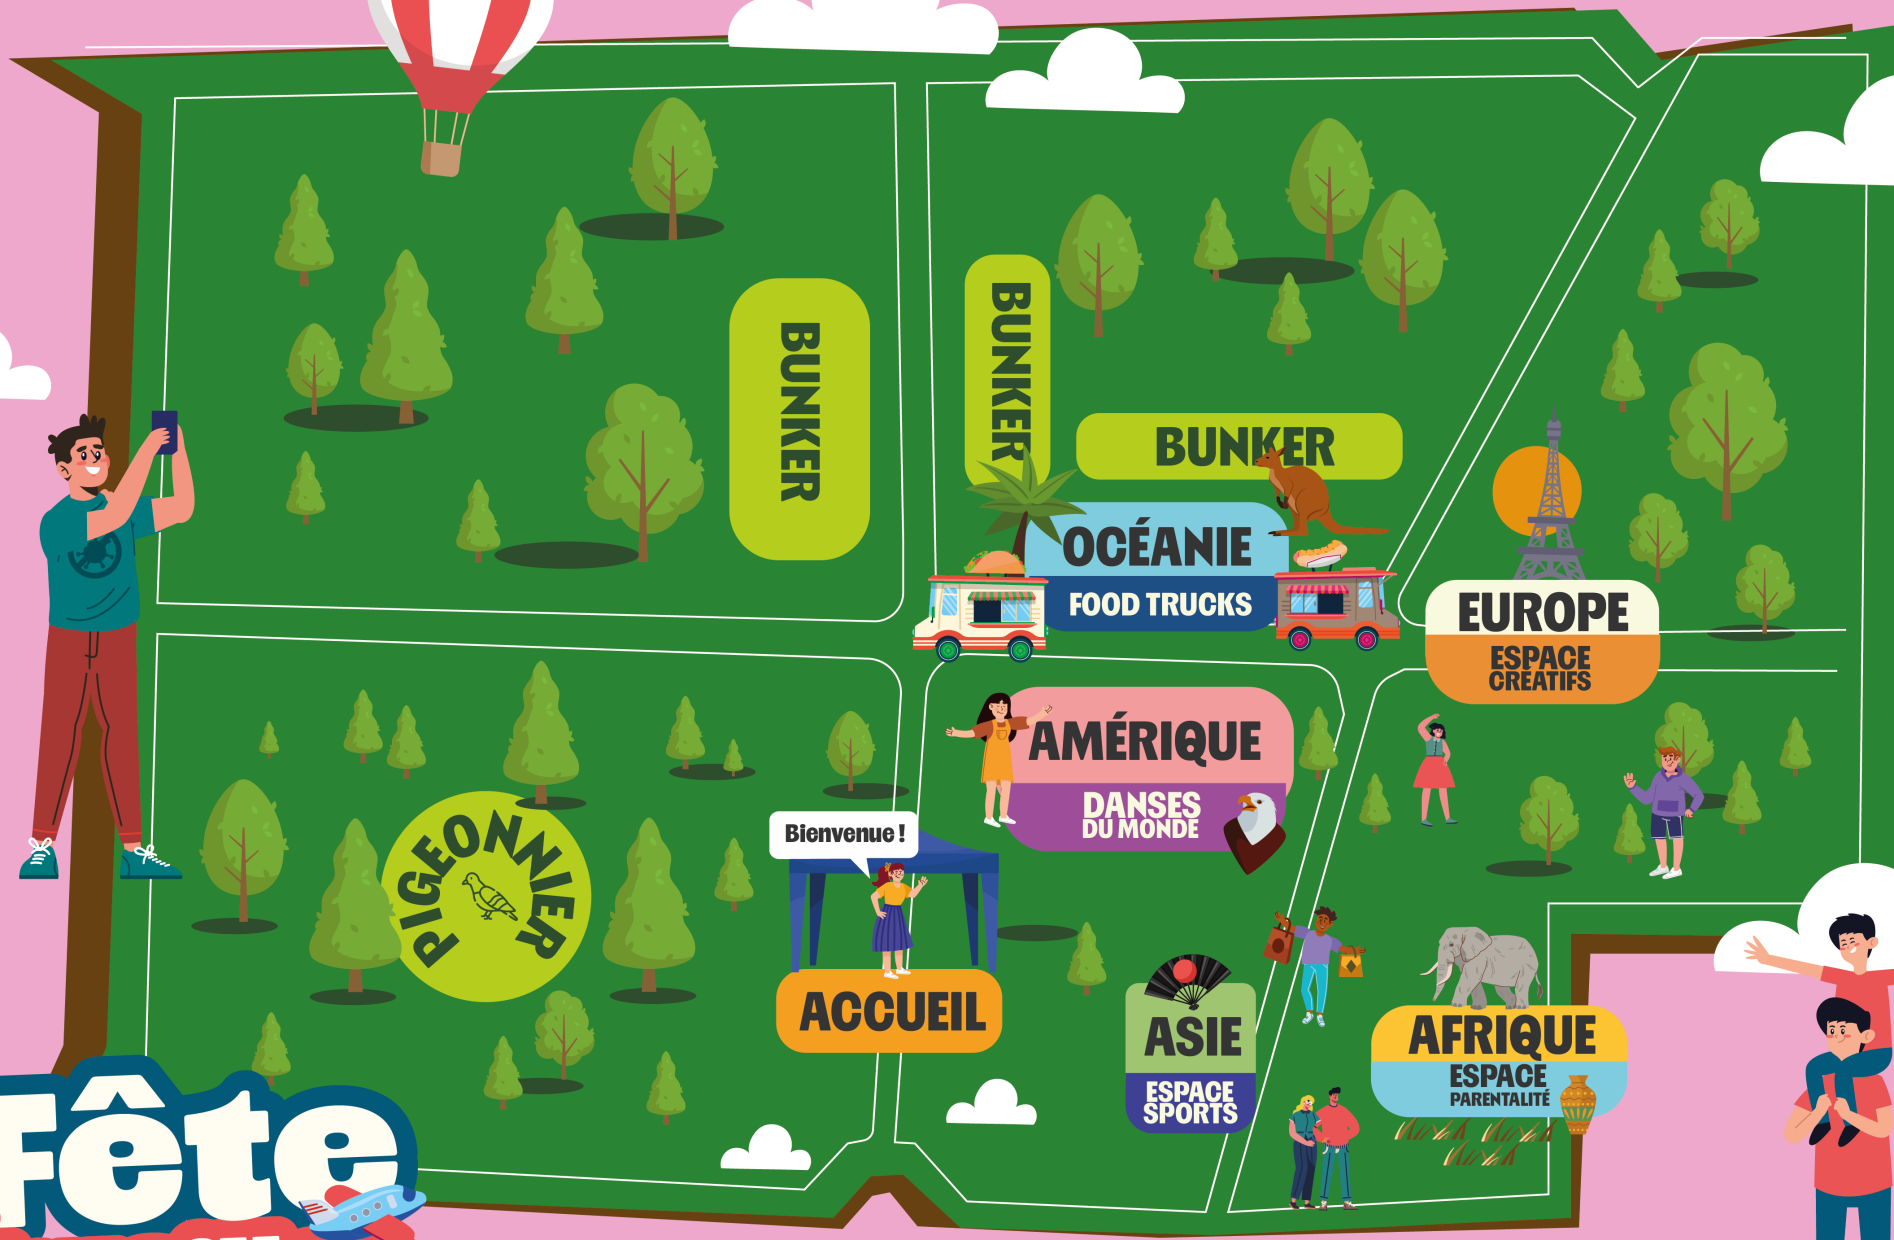 BUNKER
BUNKER
BUNKER
OCÉANIE
FOOD TRUCKS
EUROPE
ESPACE
CRÉATIFS
AMÉRIQUE
DANSES
DU MONDE
Bienvenue !
PIGEONNIER
ACCUEIL
ASIE
ESPACE
SPORTS
AFRIQUE
ESPACE
PARENTALITÉ
Fête